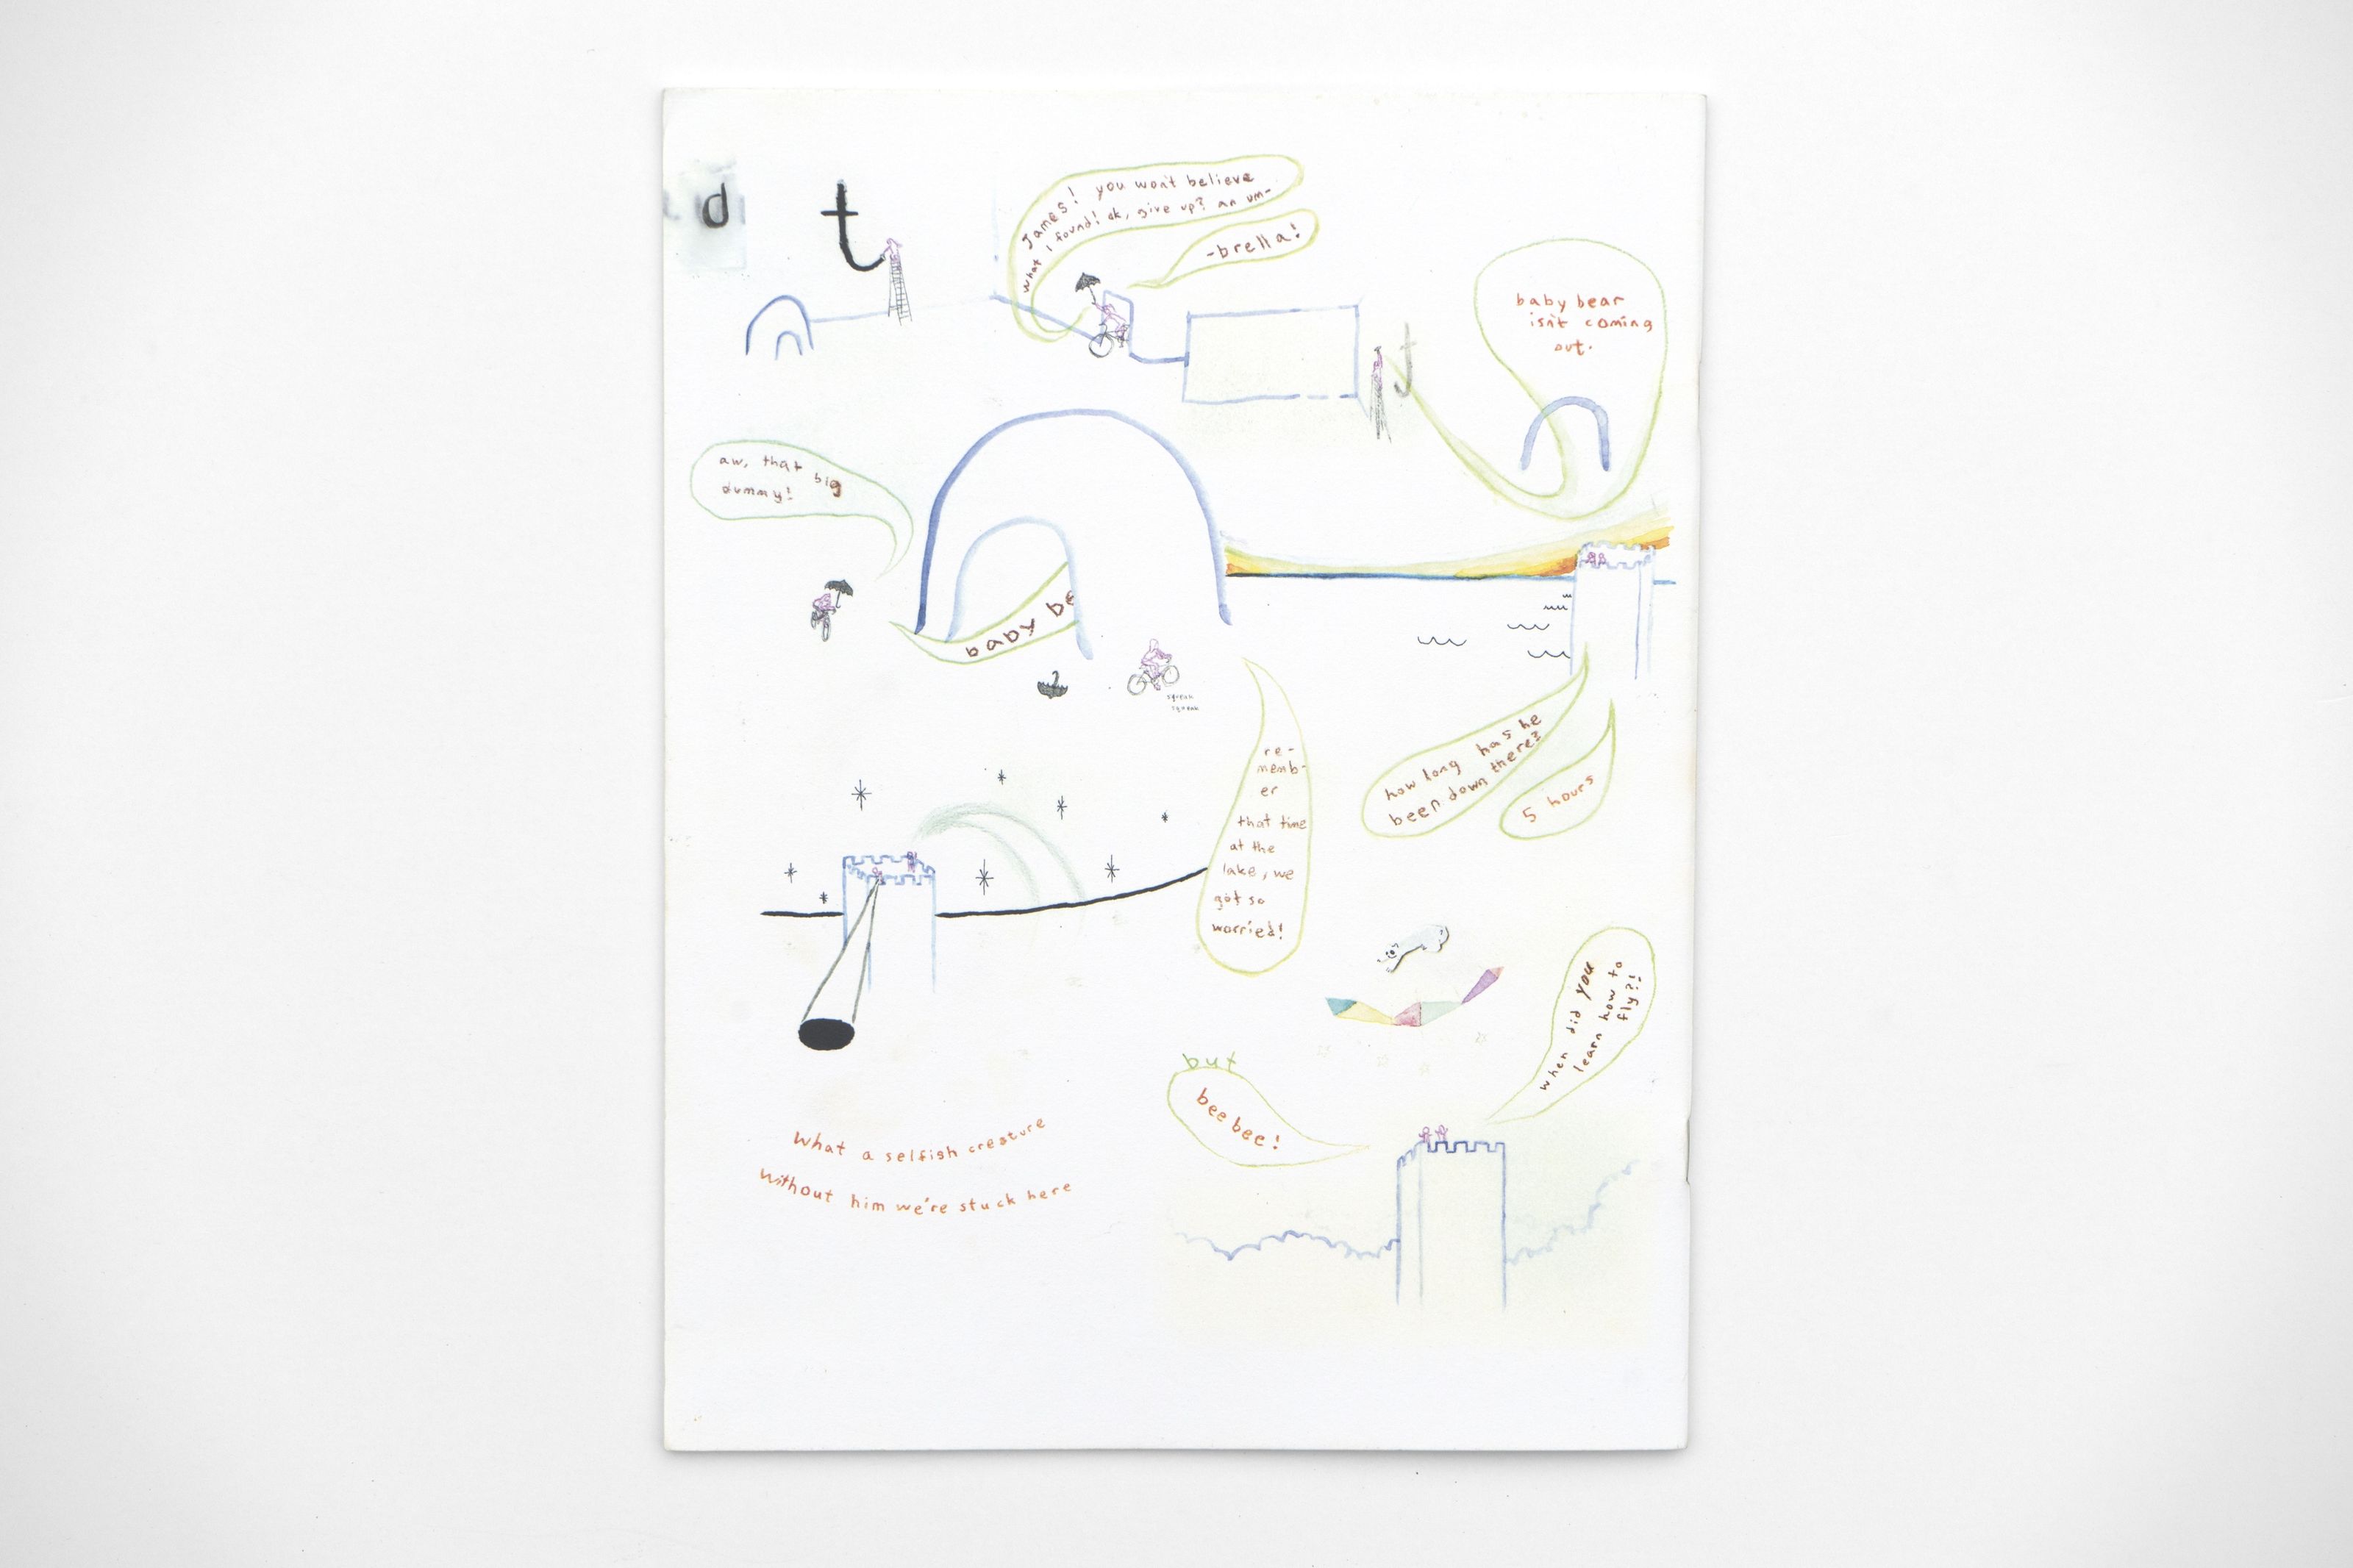 d t
James! you won't believe
what I found! ok, give up? an um-
-brella!
t
baby bear
isn't coming
out.
aw, that big
dummy!
baby be
squeak
squeak
re-
memb-
er
that time
at the
lake, we
got so
worried!
how long has he
been down there?
5 hours
when did you
learn how to
fly?!
but
bee bee!
What a selfish creature
without him we're stuck here